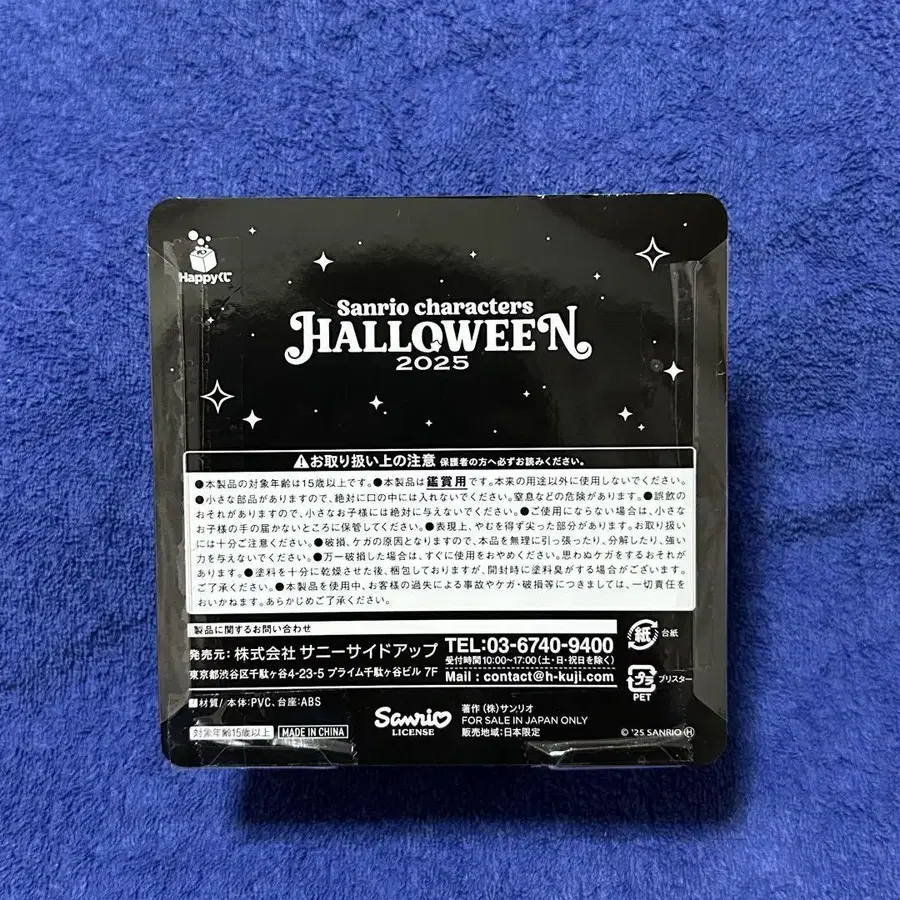 Happyくじ
Sanrio characters
HALLOWEEN
2025
お取り扱い上の注意 保護者の方へ必ずお読みください。
●本製品の対象年齢は15歳以上です。●本製品は鑑賞用です。本来の用途以外に使用しないでください。
●小さな部品がありますので、絶対に口の中には入れないでください。窒息などの危険があります。●誤飲の
おそれがありますので、小さなお子様には絶対に与えないでください。●ご使用にならない場合は、小さな
お子様の手の届かないところに保管してください。●表現上、やむを得ず尖った部分があります。お取り扱い
には十分ご注意ください。●破損、ケガの原因となりますので、本品を無理に引っ張ったり、分解したり、強い
力を与えないでください。●万一破損した場合は、すぐに使用をおやめください。思わぬケガをするおそれが
あります。●塗料を十分に乾燥させた後、梱包しておりますが、開封時に塗料臭がする場合がございます。
ご了承ください。●本製品を使用中、お客様の過失による事故やケガ・破損等につきましては、一切責任を
おいかねます。あらかじめご了承ください。
製品に関するお問い合わせ
発売元: 株式会社 サニーサイドアップ
東京都渋谷区千駄ヶ谷4-23-5 プライム千駄ヶ谷ビル 7F
TEL:03-6740-9400
受付時間10:00~17:00(土・日・祝日を除く)
Mail : contact@h-kuji.com
紙 台紙
プラ ブリスター
PET
■材質/ 本体:PVC、台座:ABS
対象年齢15歳以上 MADE IN CHINA
Sanrio
LICENSE
著作 (株)サンリオ
FOR SALE IN JAPAN ONLY
販売地域:日本限定
© '25 SANRIO Ⓗ